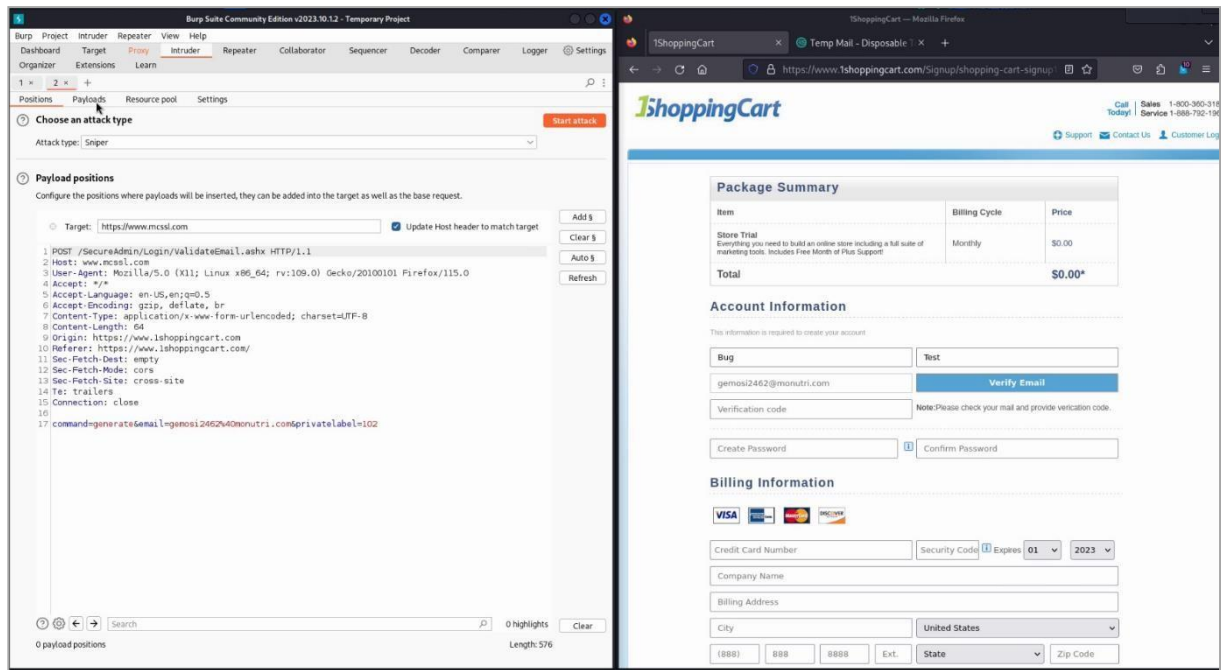 Burp Suite Community Edition v2023.10.1.2 - Temporary Project
Burp Project Intruder Repeater View Help
Dashboard Target Proxy Intruder Repeater Collaborator Sequencer Decoder Comparer Logger Settings
Organizer Extensions Learn
1 × 2 × +
Positions Payloads Resource pool Settings
Choose an attack type
Start attack
Attack type: Sniper
Payload positions
Configure the positions where payloads will be inserted, they can be added into the target as well as the base request.
Target: https://www.mcssl.com
Update Host header to match target
Add §
Clear §
Auto §
Refresh
1 POST /SecureAdmin/Login/ValidateEmail.ashx HTTP/1.1
2 Host: www.mcssl.com
3 User-Agent: Mozilla/5.0 (X11; Linux x86_64; rv:109.0) Gecko/20100101 Firefox/115.0
4 Accept: */*
5 Accept-Language: en-US,en;q=0.5
6 Accept-Encoding: gzip, deflate, br
7 Content-Type: application/x-www-form-urlencoded; charset=UTF-8
8 Content-Length: 64
9 Origin: https://www.1shoppingcart.com
10 Referer: https://www.1shoppingcart.com/
11 Sec-Fetch-Dest: empty
12 Sec-Fetch-Mode: cors
13 Sec-Fetch-Site: cross-site
14 Te: trailers
15 Connection: close
16
17 command=generate&email=gemosi2462%40monutri.com&privatelabel=102
Search
0 highlights
Clear
0 payload positions
Length: 576
1ShoppingCart — Mozilla Firefox
1ShoppingCart × Temp Mail - Disposable T × +
https://www.1shoppingcart.com/Signup/shopping-cart-signup
1ShoppingCart
Call Today! Sales 1-800-360-318
Service 1-888-792-196
Support Contact Us Customer Log
Package Summary
Item Billing Cycle Price
Store Trial
Everything you need to build an online store including a full suite of
marketing tools. Includes Free Month of Plus Support!
Monthly $0.00
Total $0.00*
Account Information
This information is required to create your account
Bug Test
gemosi2462@monutri.com Verify Email
Verification code Note:Please check your mail and provide verication code.
Create Password Confirm Password
Billing Information
VISA MasterCard DISCOVER
Credit Card Number Security Code Expires 01 2023
Company Name
Billing Address
City United States
(888) 888 8888 Ext. State Zip Code